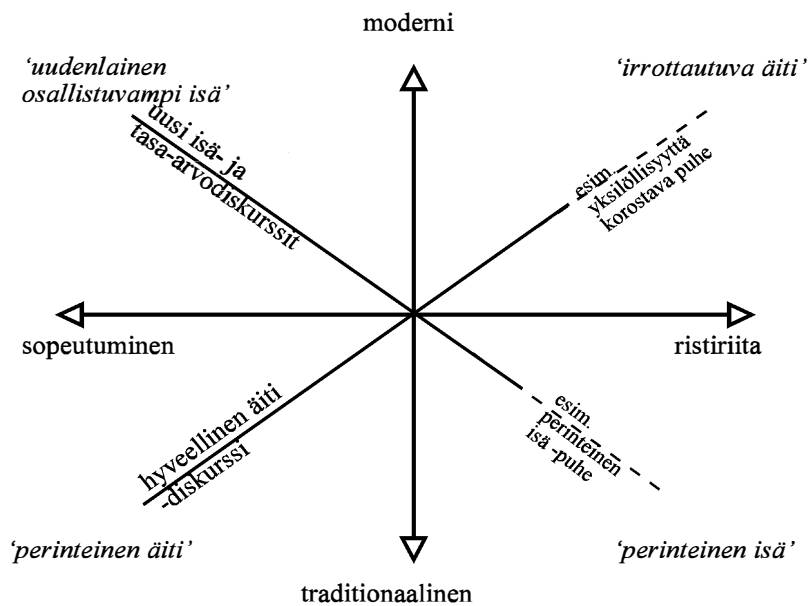 moderni
‘uudenlainen
osallistuvampi isä’
‘irrottautuva äiti’
uusi isä- ja
tasa-arvodiskurssit
esim.
yksilöllisyyttä
korostava puhe
sopeutuminen
ristiriita
hyveellinen äiti
-diskurssi
esim.
perinteinen
isä -puhe
‘perinteinen äiti’
‘perinteinen isä’
traditionaalinen